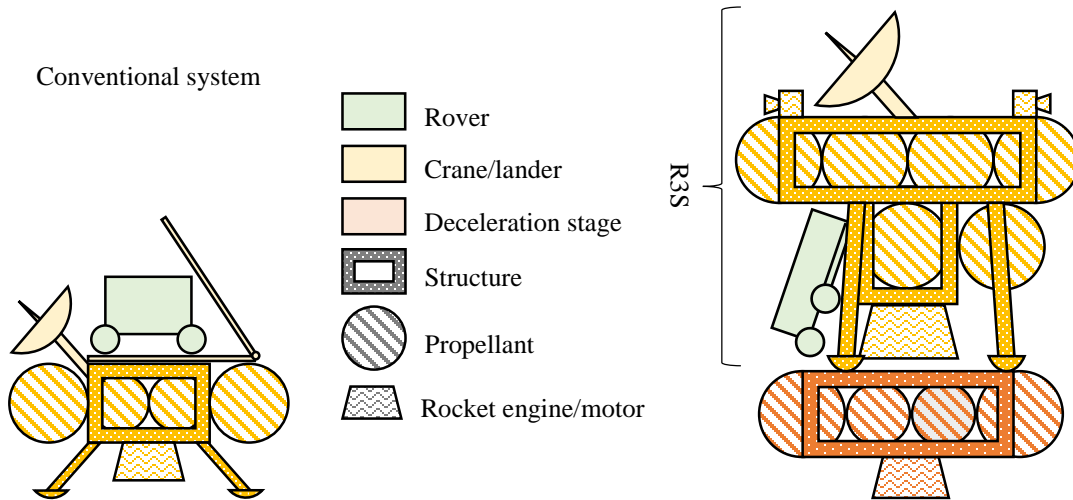 Conventional system
Rover
Crane/lander
Deceleration stage
Structure
Propellant
Rocket engine/motor
R3S